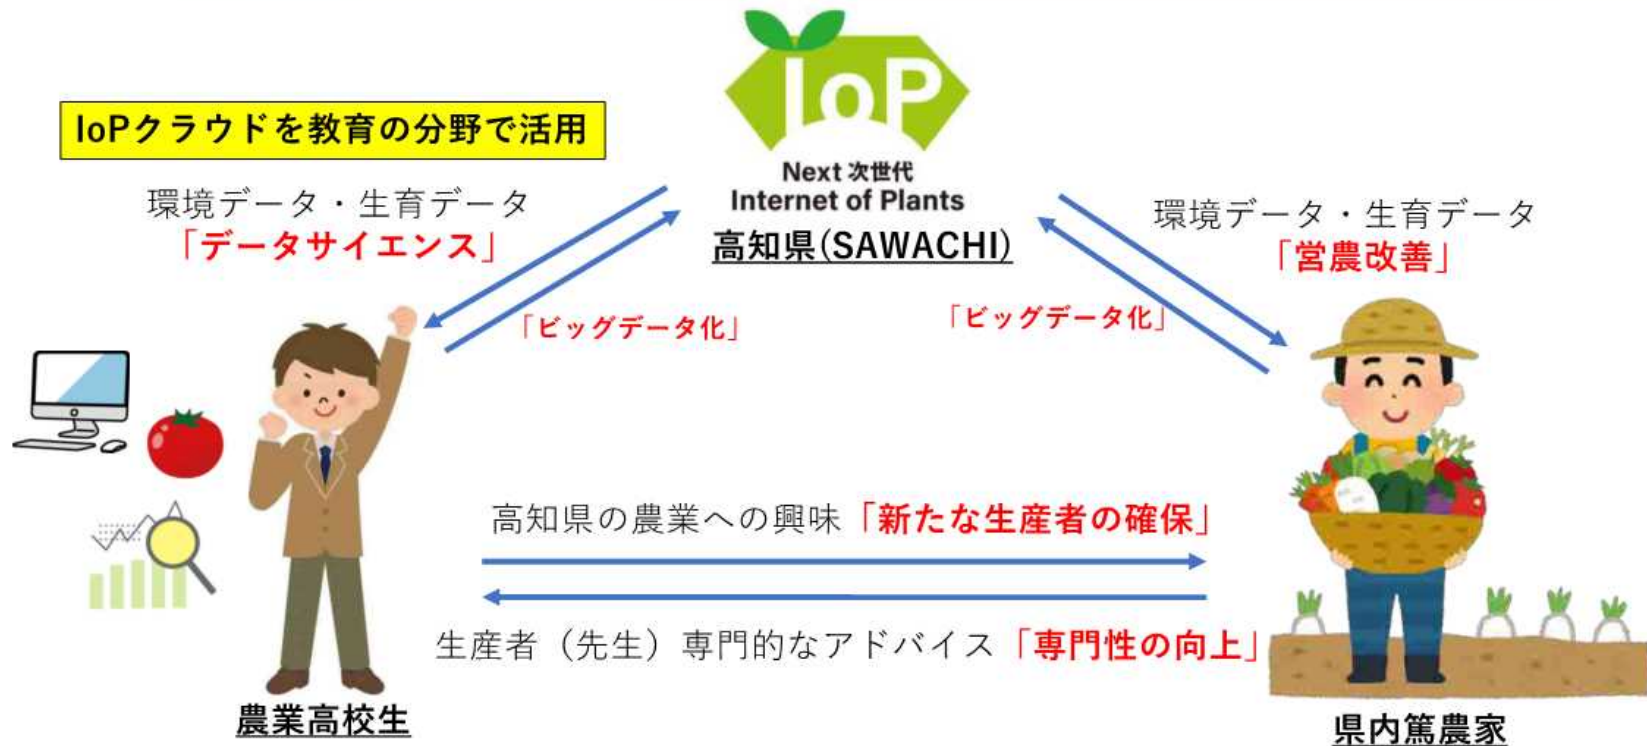 IoP
Next 次世代
Internet of Plants
高知県(SAWACHI)
IoPクラウドを教育の分野で活用
環境データ・生育データ
「データサイエンス」
「ビッグデータ化」
環境データ・生育データ
「営農改善」
「ビッグデータ化」
高知県の農業への興味「新たな生産者の確保」
生産者（先生）専門的なアドバイス「専門性の向上」
農業高校生
県内篤農家